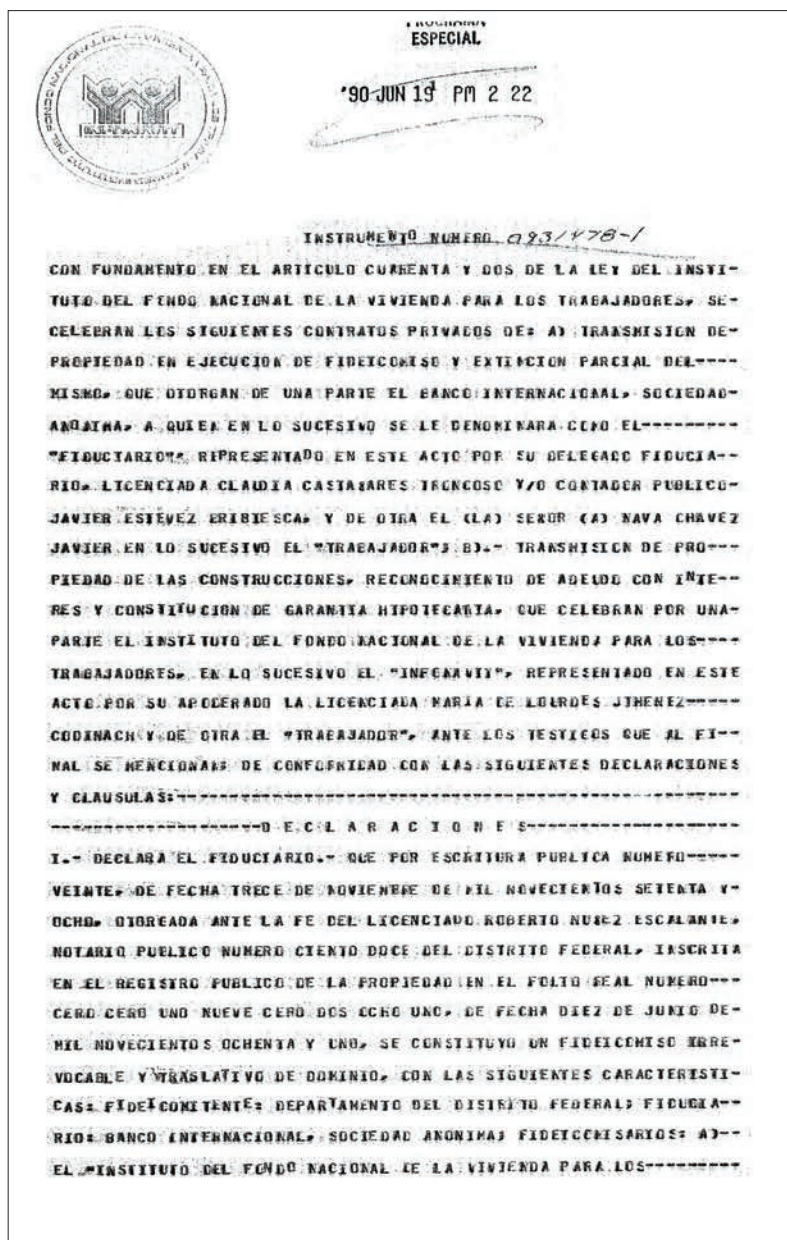 PROGRAMA
ESPECIAL
'90 JUN 19 PM 2 22
INSTITUTO DEL FONDO NACIONAL DE LA VIVIENDA PARA LOS TRABAJADORES
INFONAVIT
INSTRUMENTO NUMERO 0931478-1
CON FUNDAMENTO EN EL ARTICULO CUARENTA Y DOS DE LA LEY DEL INSTI-
TUTO DEL FONDO NACIONAL DE LA VIVIENDA PARA LOS TRABAJADORES, SE-
CELEBRAN LOS SIGUIENTES CONTRATOS PRIVADOS DE: A) TRANSMISION DE-
PROPIEDAD EN EJECUCION DE FIDEICOMISO Y EXTINCION PARCIAL DEL----
MISMO, QUE OTORGAN DE UNA PARTE EL BANCO INTERNACIONAL, SOCIEDAD-
ANONIMA, A QUIEN EN LO SUCESIVO SE LE DENOMINARA COMO EL---------
"FIDUCIARIO", REPRESENTADO EN ESTE ACTO POR SU DELEGADO FIDUCIA--
RIO, LICENCIADA CLAUDIA CASTAÑARES TRONCOSO Y/O CONTADOR PUBLICO-
JAVIER ESTEVEZ ERIBIESCA, Y DE OTRA EL (LA) SEÑOR (A) NAVA CHAVEZ
JAVIER EN LO SUCESIVO EL "TRABAJADOR"; B).- TRANSMISION DE PRO---
PIEDAD DE LAS CONSTRUCCIONES, RECONOCIMIENTO DE ADEUDO CON INTE--
RES Y CONSTITUCION DE GARANTIA HIPOTECARIA, QUE CELEBRAN POR UNA-
PARTE EL INSTITUTO DEL FONDO NACIONAL DE LA VIVIENDA PARA LOS----
TRABAJADORES, EN LO SUCESIVO EL "INFONAVIT", REPRESENTADO EN ESTE
ACTO POR SU APODERADO LA LICENCIADA MARIA DE LOURDES JIMENEZ-----
CODINACH Y DE OTRA EL "TRABAJADOR", ANTE LOS TESTIGOS QUE AL FI--
NAL SE MENCIONAN; DE CONFORMIDAD CON LAS SIGUIENTES DECLARACIONES
Y CLAUSULAS:-----------------------------------------------------
--------------------D E C L A R A C I O N E S--------------------
I.- DECLARA EL FIDUCIARIO.- QUE POR ESCRITURA PUBLICA NUMERO-----
VEINTE, DE FECHA TRECE DE NOVIEMBRE DE MIL NOVECIENTOS SETENTA Y-
OCHO, OTORGADA ANTE LA FE DEL LICENCIADO ROBERTO NUÑEZ ESCALANTE,
NOTARIO PUBLICO NUMERO CIENTO DOCE DEL DISTRITO FEDERAL, INSCRITA
EN EL REGISTRO PUBLICO DE LA PROPIEDAD EN EL FOLIO REAL NUMERO---
CERO CERO UNO NUEVE CERO DOS OCHO UNO, DE FECHA DIEZ DE JUNIO DE-
MIL NOVECIENTOS OCHENTA Y UNO, SE CONSTITUYO UN FIDEICOMISO IRRE-
VOCABLE Y TRASLATIVO DE DOMINIO, CON LAS SIGUIENTES CARACTERISTI-
CAS: FIDEICOMITENTE: DEPARTAMENTO DEL DISTRITO FEDERAL; FIDUCIA--
RIO: BANCO INTERNACIONAL, SOCIEDAD ANONIMA; FIDEICOMISARIOS: A)--
EL "INSTITUTO DEL FONDO NACIONAL DE LA VIVIENDA PARA LOS---------